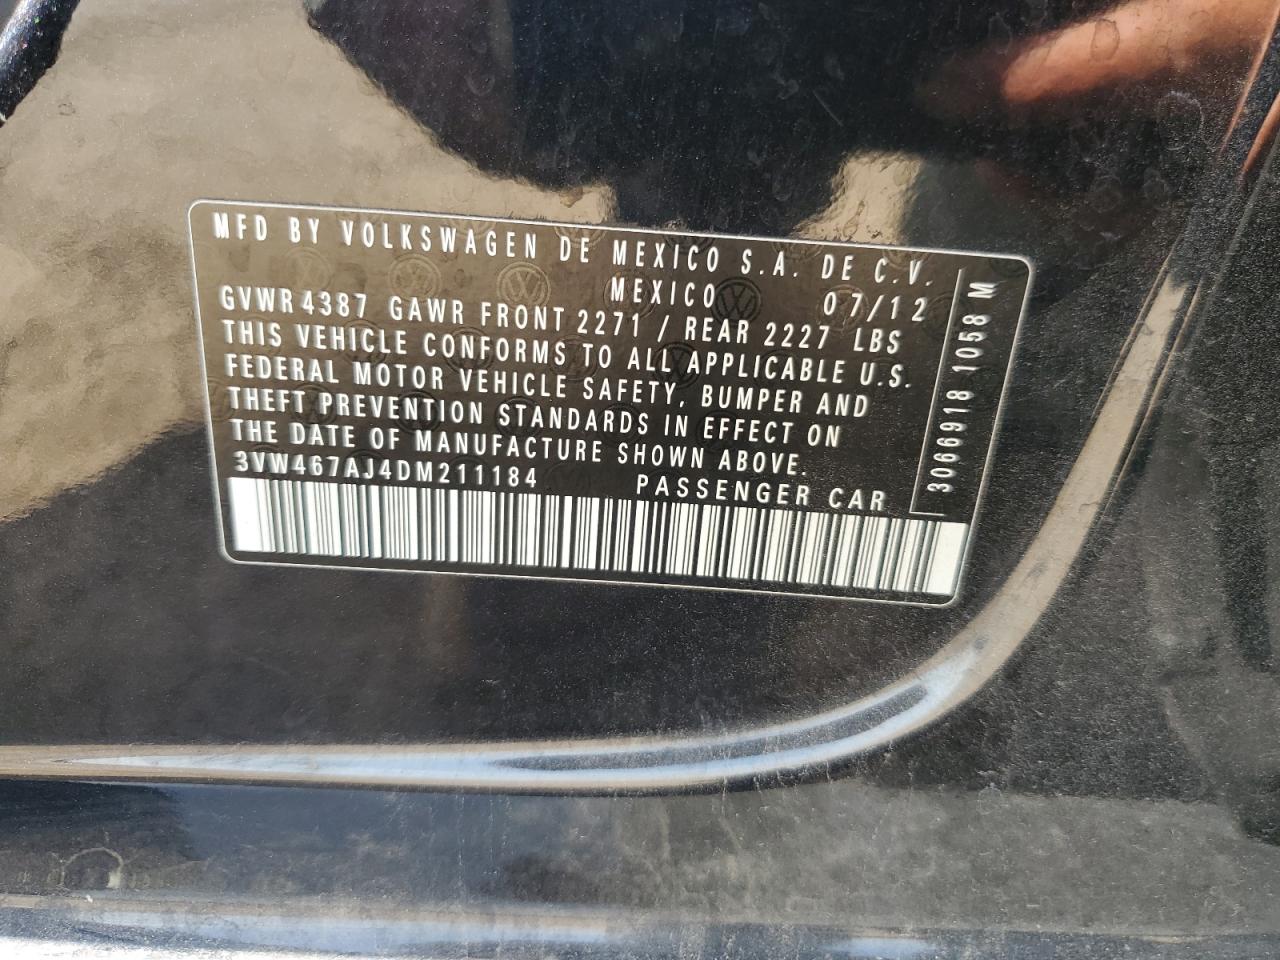 MFD BY VOLKSWAGEN DE MEXICO S.A. DE C.V.
MEXICO 07/12
GVWR 4387 GAWR FRONT 2271 / REAR 2227 LBS
THIS VEHICLE CONFORMS TO ALL APPLICABLE U.S.
FEDERAL MOTOR VEHICLE SAFETY, BUMPER AND
THEFT PREVENTION STANDARDS IN EFFECT ON
THE DATE OF MANUFACTURE SHOWN ABOVE.
3VW467AJ4DM211184 PASSENGER CAR
3066918 1058 M